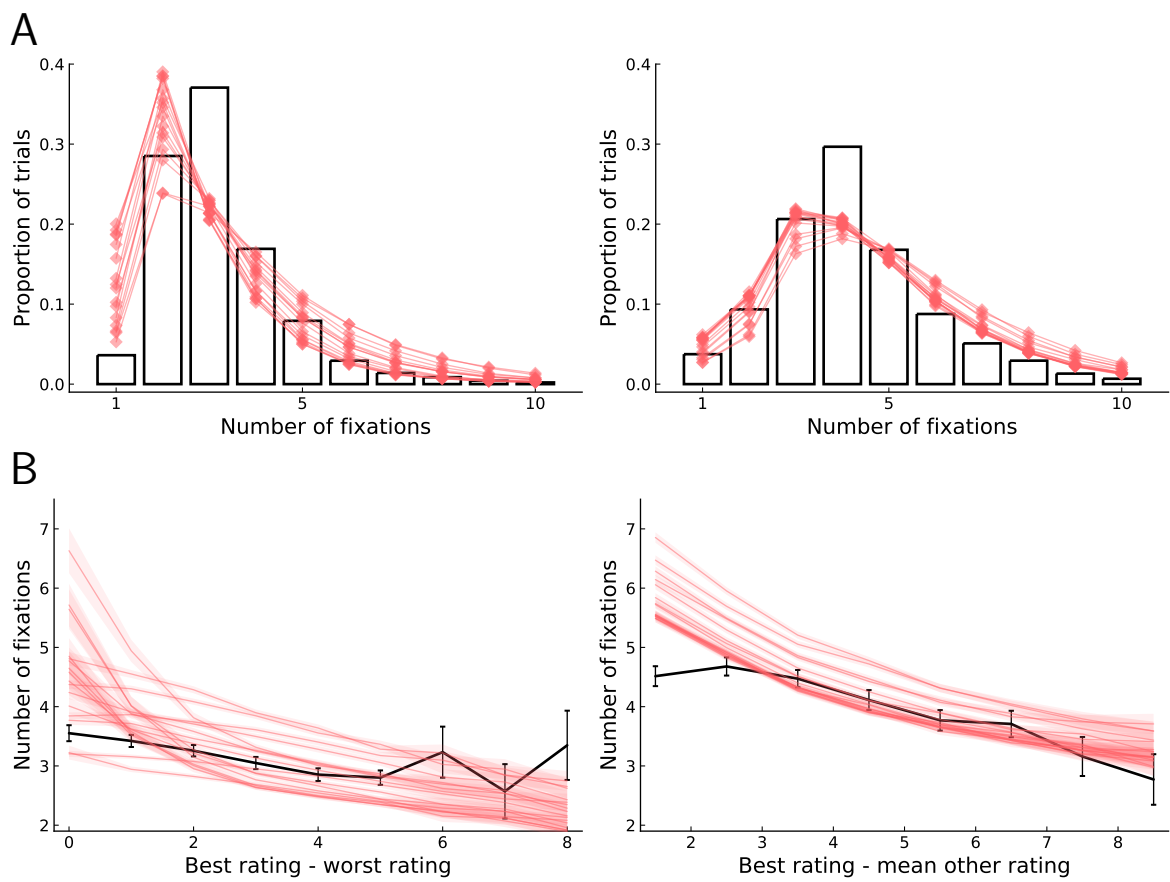 A
0.4
0.3
0.2
0.1
0.0
Proportion of trials
1 5 10
Number of fixations
0.4
0.3
0.2
0.1
0.0
Proportion of trials
1 5 10
Number of fixations
B
7
6
5
4
3
2
Number of fixations
0 2 4 6 8
Best rating - worst rating
7
6
5
4
3
2
Number of fixations
2 3 4 5 6 7 8
Best rating - mean other rating